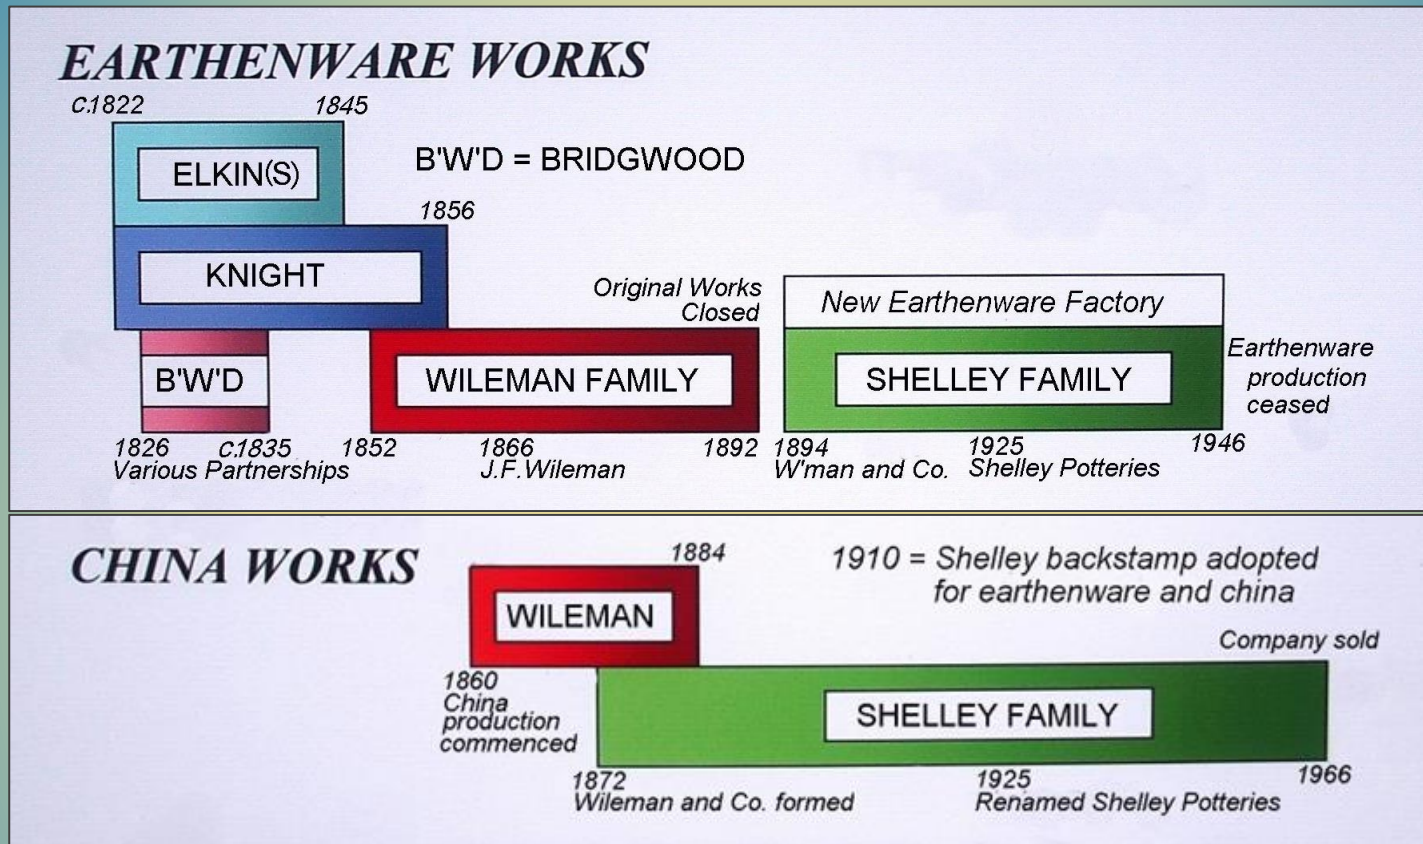 EARTHENWARE WORKS
c.1822
1845
ELKIN(S)
B'W'D = BRIDGWOOD
1856
KNIGHT
Original Works
Closed
New Earthenware Factory
B'W'D
WILEMAN FAMILY
SHELLEY FAMILY
Earthenware
production
ceased
1826
c.1835
1852
1866
1892
1894
1925
1946
Various Partnerships
J.F.Wileman
W'man and Co.
Shelley Potteries
CHINA WORKS
1884
1910 = Shelley backstamp adopted
for earthenware and china
WILEMAN
Company sold
1860
China
production
commenced
SHELLEY FAMILY
1872
1925
1966
Wileman and Co. formed
Renamed Shelley Potteries